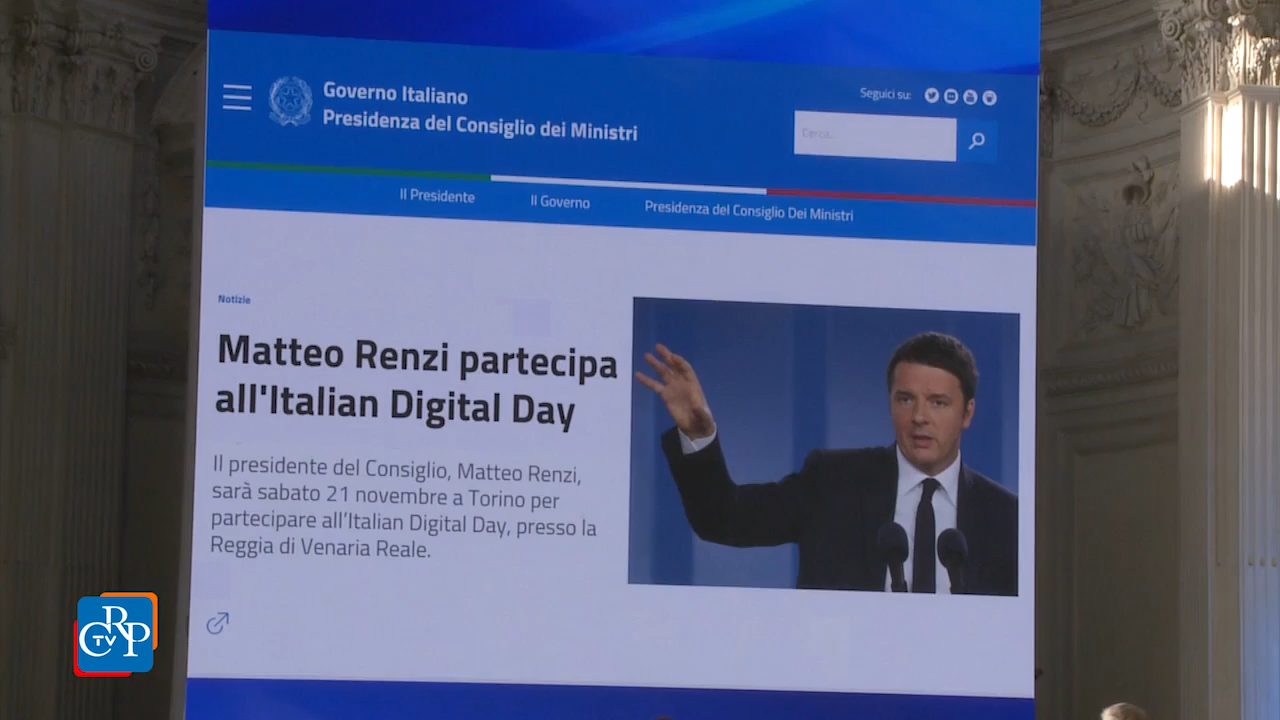 Governo Italiano
Presidenza del Consiglio dei Ministri
Seguici su:
Cerca...
Il Presidente
Il Governo
Presidenza del Consiglio Dei Ministri
Notizie
Matteo Renzi partecipa
all'Italian Digital Day
Il presidente del Consiglio, Matteo Renzi,
sarà sabato 21 novembre a Torino per
partecipare all’Italian Digital Day, presso la
Reggia di Venaria Reale.
CRP
TV